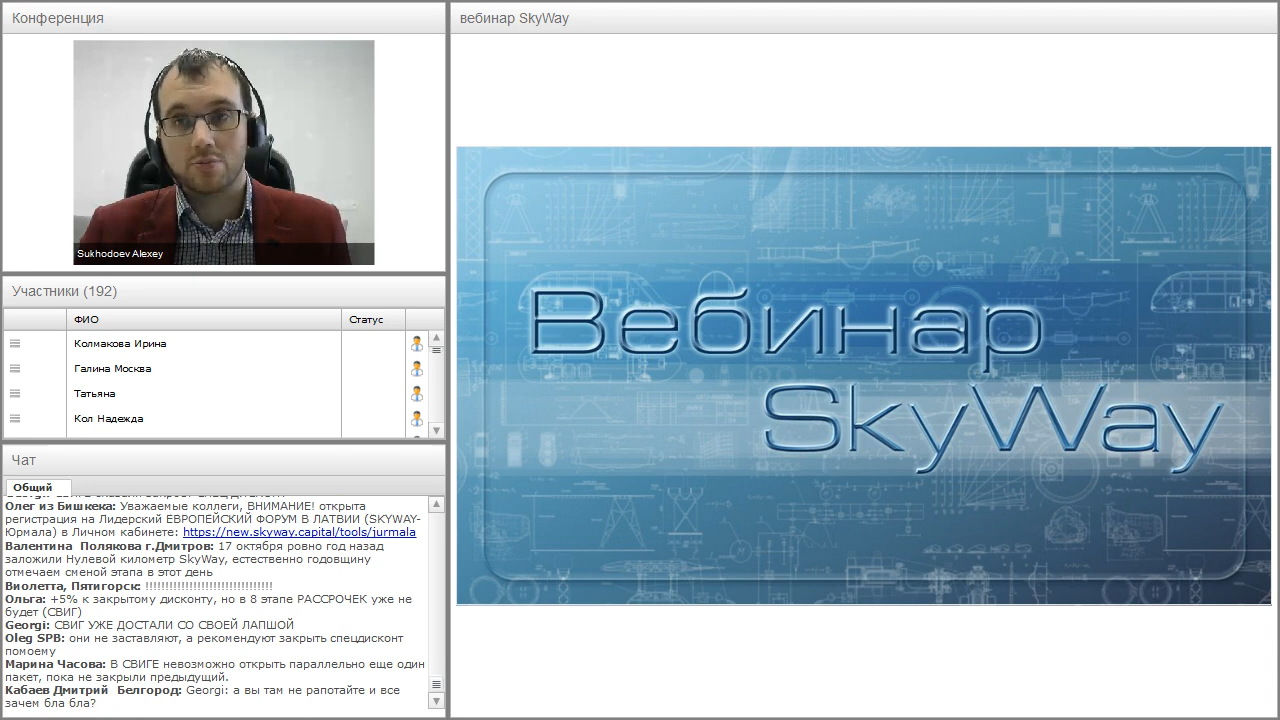 Конференция
Sukhodoev Alexey
Участники (192)
ФИО
Статус
Колмакова Ирина
Галина Москва
Татьяна
Кол Надежда
Чат
Общий
Олег из Бишкека: Уважаемые коллеги, ВНИМАНИЕ! открыта
регистрация на Лидерский ЕВРОПЕЙСКИЙ ФОРУМ В ЛАТВИИ (SKYWAY-
Юрмала) в Личном кабинете: https://new.skyway.capital/tools/jurmala
Валентина Полякова г.Дмитров: 17 октября ровно год назад
заложили Нулевой километр SkyWay, естественно годовщину
отмечаем сменой этапа в этот день
Виолетта, Пятигорск: !!!!!!!!!!!!!!!!!!!!!!!!!!!!!!!!
Ольга: +5% к закрытому дисконту, но в 8 этапе РАССРОЧЕК уже не
будет (СВИГ)
Georgi: СВИГ УЖЕ ДОСТАЛИ СО СВОЕЙ ЛАПШОЙ
Oleg SPB: они не заставляют, а рекомендуют закрыть спецдисконт
помоему
Марина Часова: В СВИГЕ невозможно открыть параллельно еще один
пакет, пока не закрыли предыдущий.
Кабаев Дмитрий Белгород: Georgi: а вы там не рапотайте и все
зачем бла бла?
вебинар SkyWay
Вебинар
SkyWay